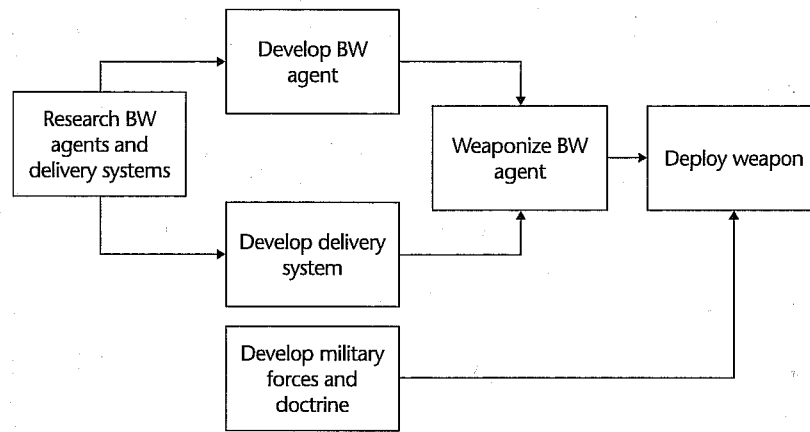 Develop BW
agent
Research BW
agents and
delivery systems
Weaponize BW
agent
Deploy weapon
Develop delivery
system
Develop military
forces and
doctrine